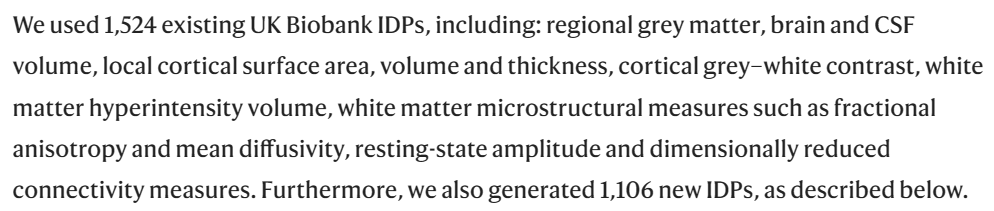 We used 1,524 existing UK Biobank IDPs, including: regional grey matter, brain and CSF
volume, local cortical surface area, volume and thickness, cortical grey–white contrast, white
matter hyperintensity volume, white matter microstructural measures such as fractional
anisotropy and mean diffusivity, resting-state amplitude and dimensionally reduced
connectivity measures. Furthermore, we also generated 1,106 new IDPs, as described below.